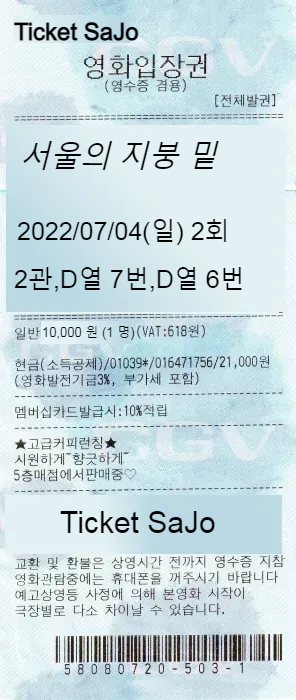 Ticket SaJo
영화입장권
(영수증 겸용)
[전체발권]
서울의 지붕 밑
2022/07/04(일) 2회
2관,D열 7번,D열 6번
일반 10,000 원 (1 명)(VAT:618원)
현금(소득공제)/01039*/016471756/21,000원
(영화발전기금3%, 부가세 포함)
멤버십카드발급시:10%적립
★고급커피런칭★
시원하게~향긋하게~
5층매점에서판매중♡
Ticket SaJo
교환 및 환불은 상영시간 전까지 영수증 지참
영화관람중에는 휴대폰을 꺼주시기 바랍니다
예고상영등 사정에 의해 본영화 시작이
극장별로 다소 차이날 수 있습니다.
58080720-503-1